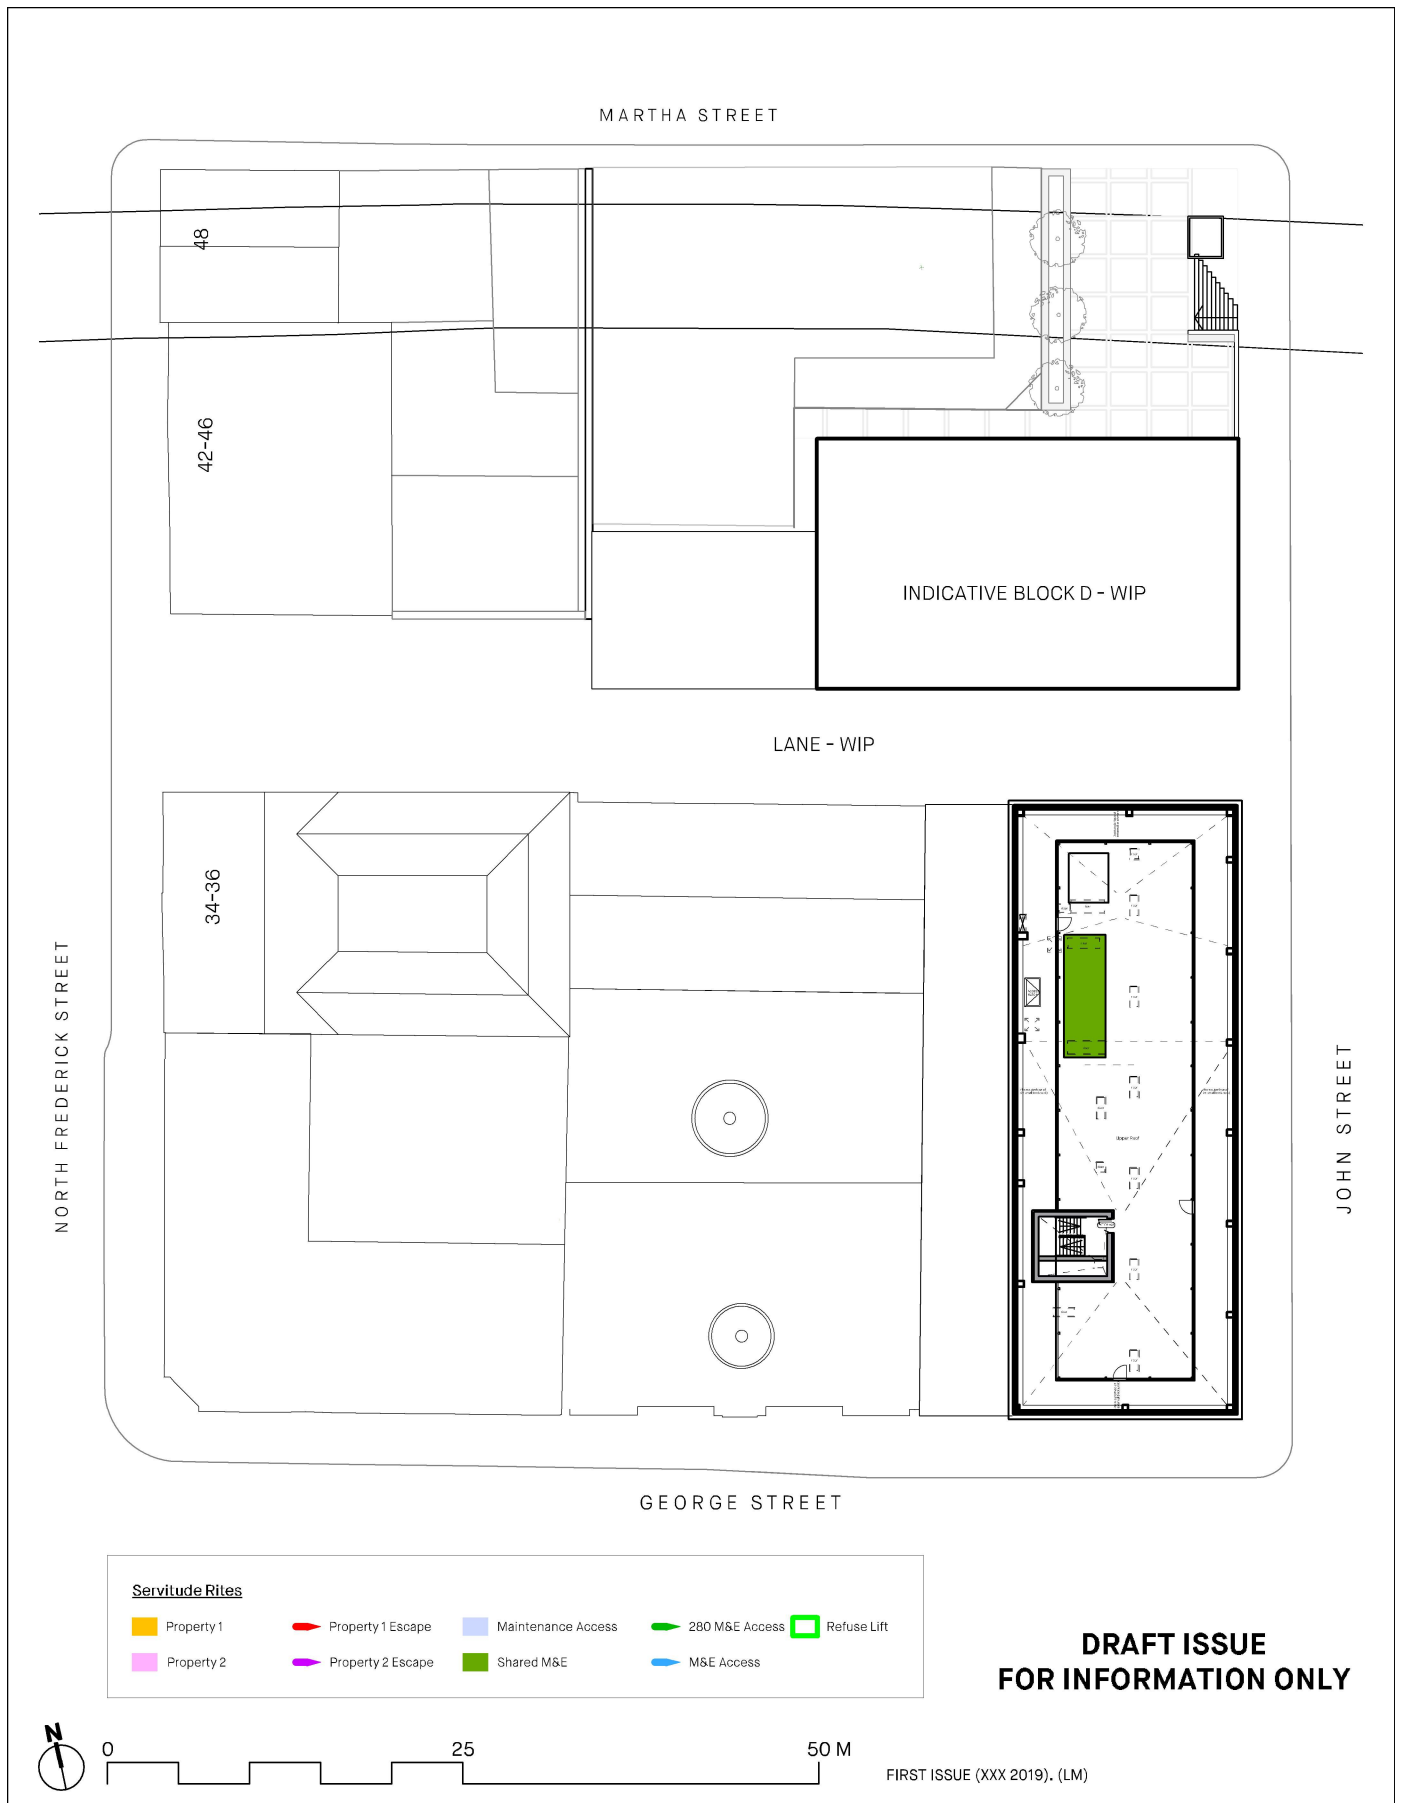 MARTHA STREET
48
42-46
INDICATIVE BLOCK D - WIP
LANE - WIP
34-36
NORTH FREDERICK STREET
JOHN STREET
Upper Roof
GEORGE STREET
Servitude Rites
Property 1
Property 1 Escape
Maintenance Access
280 M&E Access
Refuse Lift
Property 2
Property 2 Escape
Shared M&E
M&E Access
DRAFT ISSUE
FOR INFORMATION ONLY
N
0
25
50 M
FIRST ISSUE (XXX 2019). (LM)